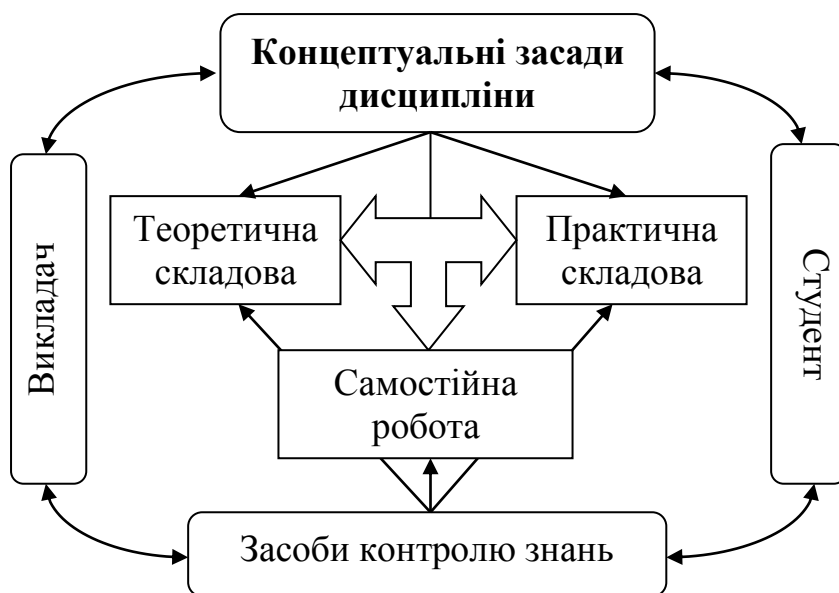 Концептуальні засади
дисципліни
Викладач
Теоретична
складова
Практична
складова
Студент
Самостійна
робота
Засоби контролю знань